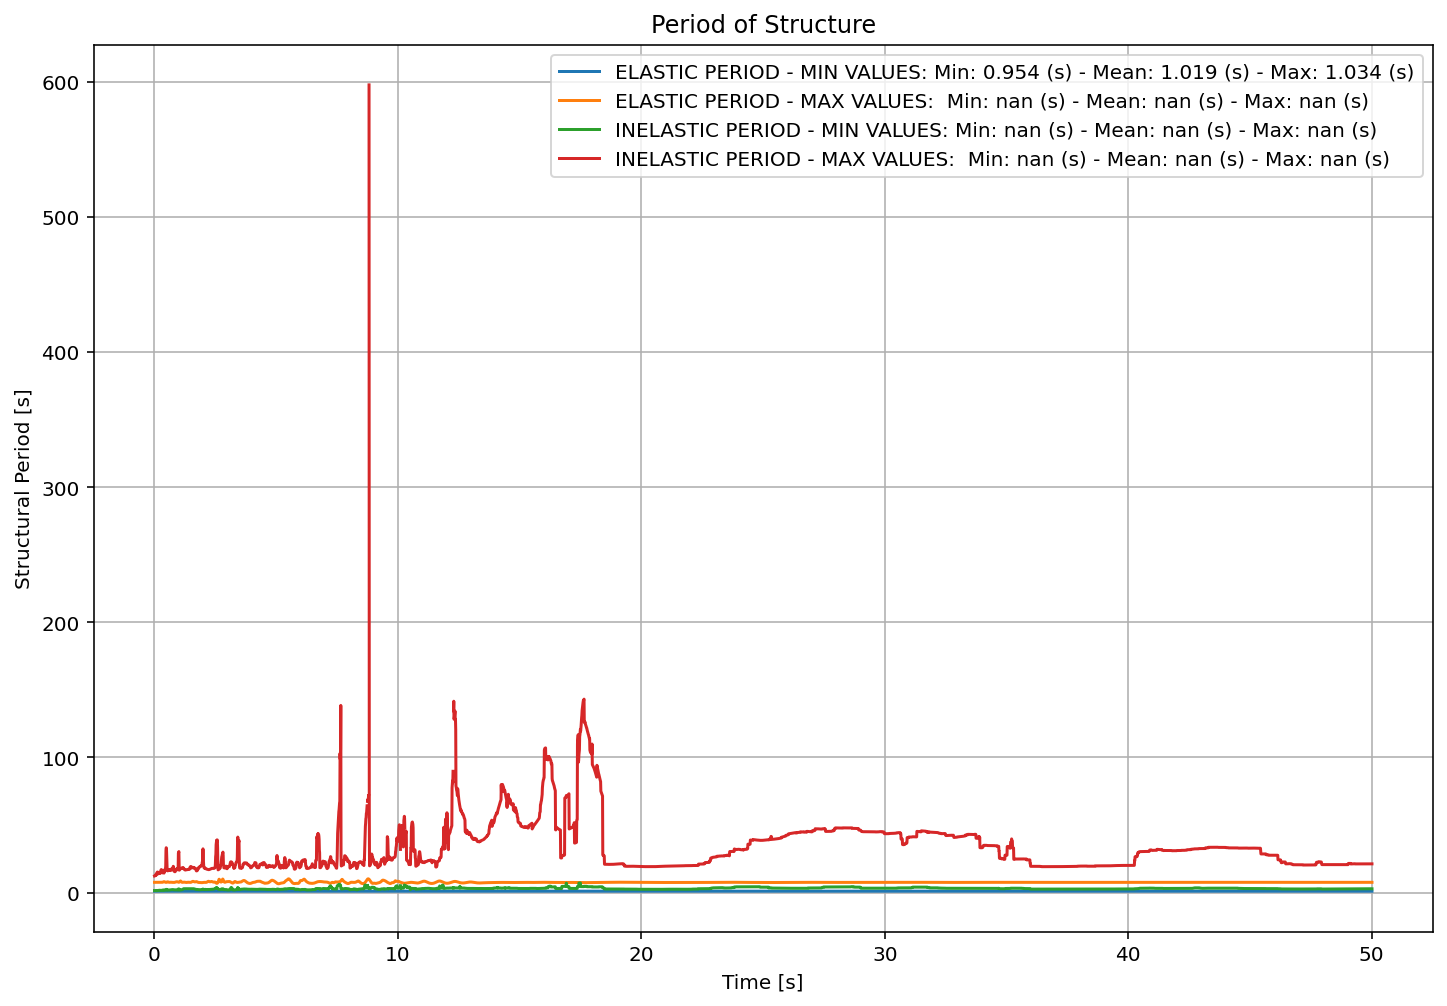 Period of Structure
ELASTIC PERIOD - MIN VALUES: Min: 0.954 (s) - Mean: 1.019 (s) - Max: 1.034 (s)
ELASTIC PERIOD - MAX VALUES:  Min: nan (s) - Mean: nan (s) - Max: nan (s)
INELASTIC PERIOD - MIN VALUES: Min: nan (s) - Mean: nan (s) - Max: nan (s)
INELASTIC PERIOD - MAX VALUES:  Min: nan (s) - Mean: nan (s) - Max: nan (s)
Structural Period [s]
600
500
400
300
200
100
0
0 10 20 30 40 50
Time [s]